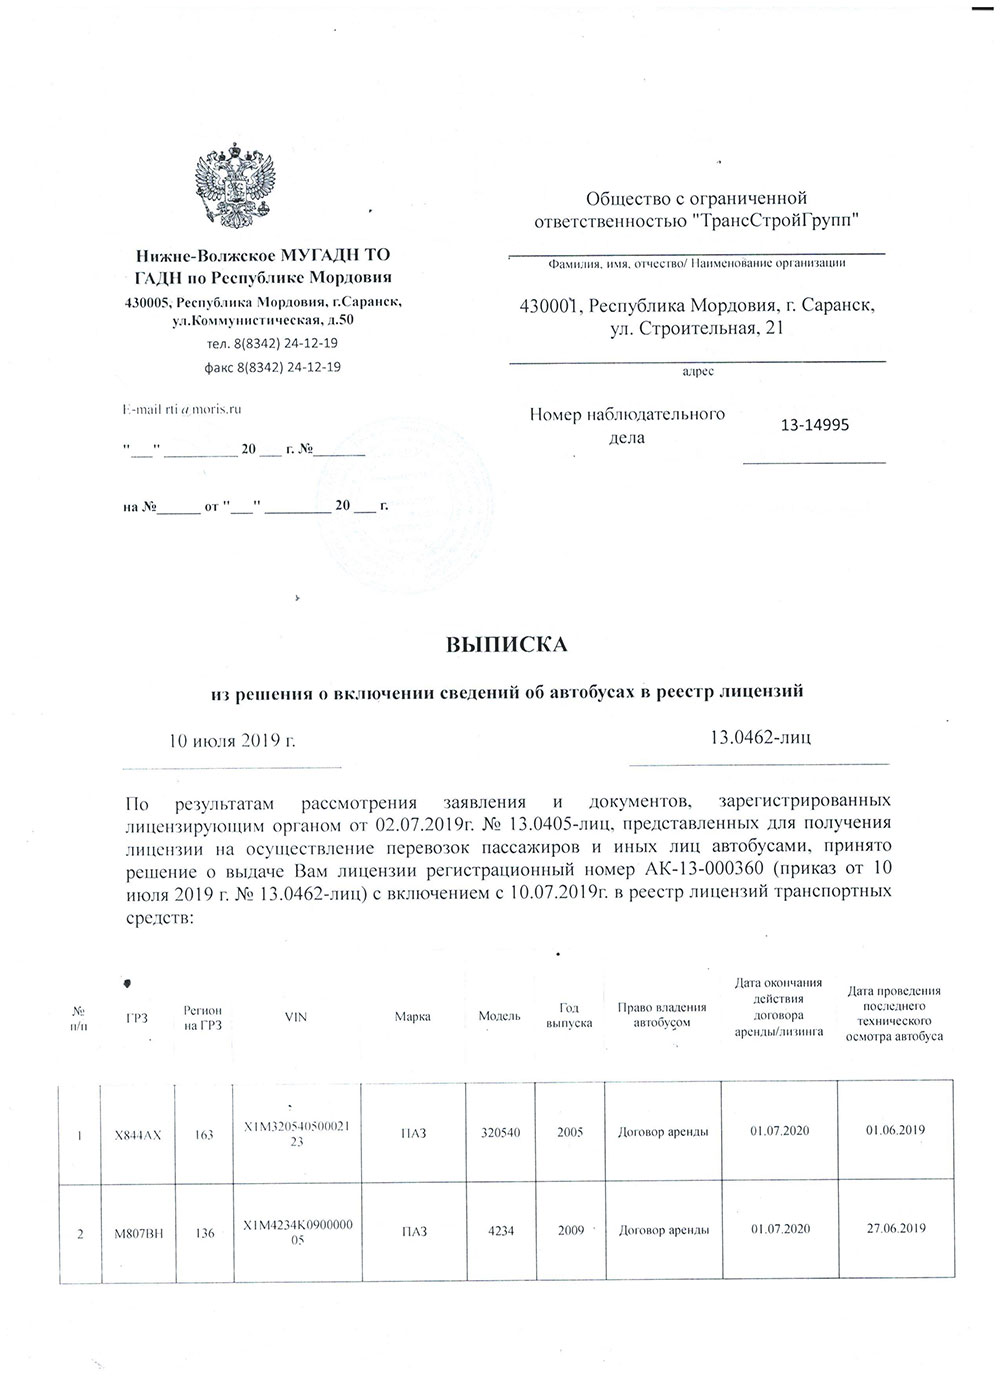 Нижне-Волжское МУГАДН ТО
ГАДН по Республике Мордовия
430005, Республика Мордовия, г.Саранск,
ул.Коммунистическая, д.50
тел. 8(8342) 24-12-19
факс 8(8342) 24-12-19
E-mail rti@moris.ru
"___" __________ 20 ___ г. №_______
на №______ от "___" _________ 20 ___ г.
Общество с ограниченной
ответственностью "ТрансСтройГрупп"
Фамилия, имя, отчество/ Наименование организации
430001, Республика Мордовия, г. Саранск,
ул. Строительная, 21
адрес
Номер наблюдательного
дела
13-14995
ВЫПИСКА
из решения о включении сведений об автобусах в реестр лицензий
10 июля 2019 г. 13.0462-лиц
По результатам рассмотрения заявления и документов, зарегистрированных
лицензирующим органом от 02.07.2019г. № 13.0405-лиц, представленных для получения
лицензии на осуществление перевозок пассажиров и иных лиц автобусами, принято
решение о выдаче Вам лицензии регистрационный номер АК-13-000360 (приказ от 10
июля 2019 г. № 13.0462-лиц) с включением с 10.07.2019г. в реестр лицензий транспортных
средств:
№
п/п
ГРЗ
Регион
на ГРЗ
VIN
Марка
Модель
Год
выпуска
Право владения
автобусом
Дата окончания
действия
договора
аренды/лизинга
Дата проведения
последнего
технического
осмотра автобуса
1
Х844АХ
163
X1M320540500021
23
ПАЗ
320540
2005
Договор аренды
01.07.2020
01.06.2019
2
М807ВН
136
X1M4234K0900000
05
ПАЗ
4234
2009
Договор аренды
01.07.2020
27.06.2019